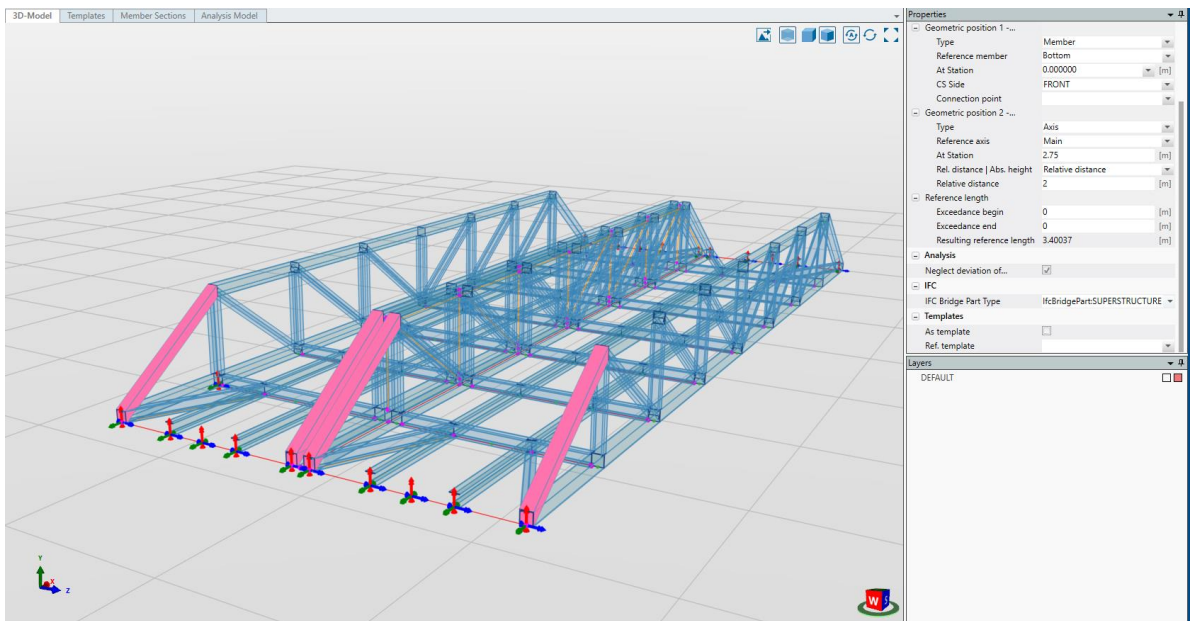 3D-Model Templates Member Sections Analysis Model
Properties
Geometric position 1 -...
Type Member
Reference member Bottom
At Station 0.000000 [m]
CS Side FRONT
Connection point
Geometric position 2 -...
Type Axis
Reference axis Main
At Station 2.75 [m]
Rel. distance | Abs. height Relative distance
Relative distance 2 [m]
Reference length
Exceedance begin 0 [m]
Exceedance end 0 [m]
Resulting reference length 3.40037 [m]
Analysis
Neglect deviation of...
IFC
IFC Bridge Part Type IfcBridgePart:SUPERSTRUCTURE
Templates
As template
Ref. template
Layers
DEFAULT
Y
X
Z
W S